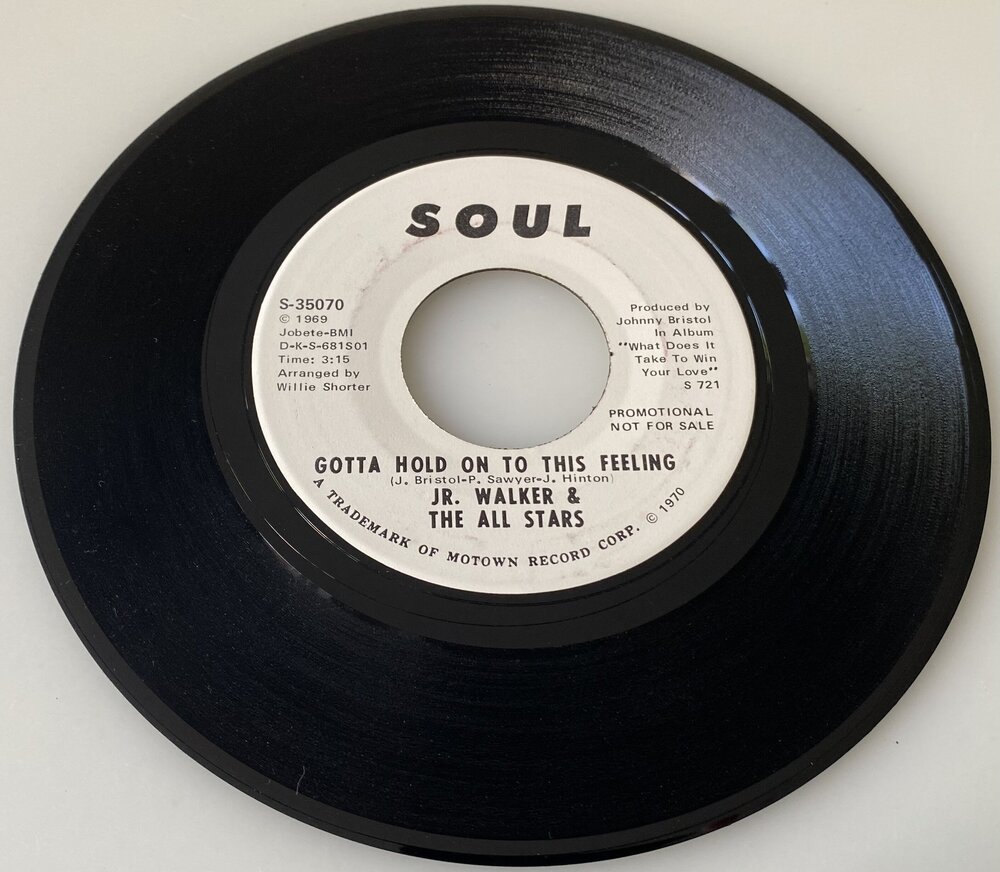 SOUL
S-35070
© 1969
Jobete-BMI
D-K-S-681S01
Time: 3:15
Arranged by
Willie Shorter
Produced by
Johnny Bristol
In Album
"What Does It
Take To Win
Your Love"
S 721
PROMOTIONAL
NOT FOR SALE
GOTTA HOLD ON TO THIS FEELING
(J. Bristol-P. Sawyer-J. Hinton)
JR. WALKER &
THE ALL STARS
A TRADEMARK OF MOTOWN RECORD CORP. © 1970